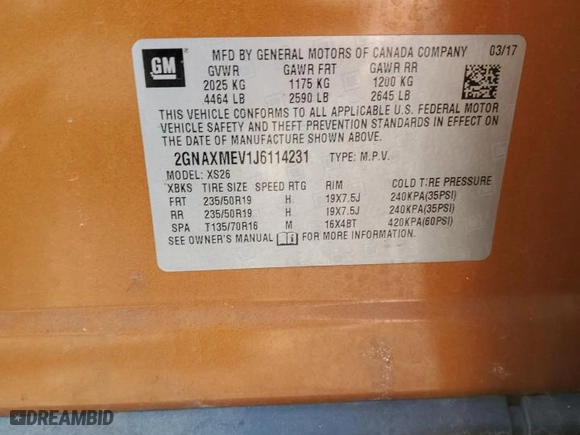 GM
MFD BY GENERAL MOTORS OF CANADA COMPANY 03/17
GVWR GAWR FRT GAWR RR
2025 KG 1175 KG 1200 KG
4464 LB 2590 LB 2645 LB
THIS VEHICLE CONFORMS TO ALL APPLICABLE U.S. FEDERAL MOTOR
VEHICLE SAFETY AND THEFT PREVENTION STANDARDS IN EFFECT ON
THE DATE OF MANUFACTURE SHOWN ABOVE.
2GNAXMEV1J6114231 TYPE: M.P.V.
MODEL: XS26
XBKS TIRE SIZE SPEED RTG RIM COLD TIRE PRESSURE
FRT 235/50R19 H 19X7.5J 240KPA(35PSI)
RR 235/50R19 H 19X7.5J 240KPA(35PSI)
SPA T135/70R16 M 16X4BT 420KPA(60PSI)
SEE OWNER'S MANUAL FOR MORE INFORMATION.
DREAMBID